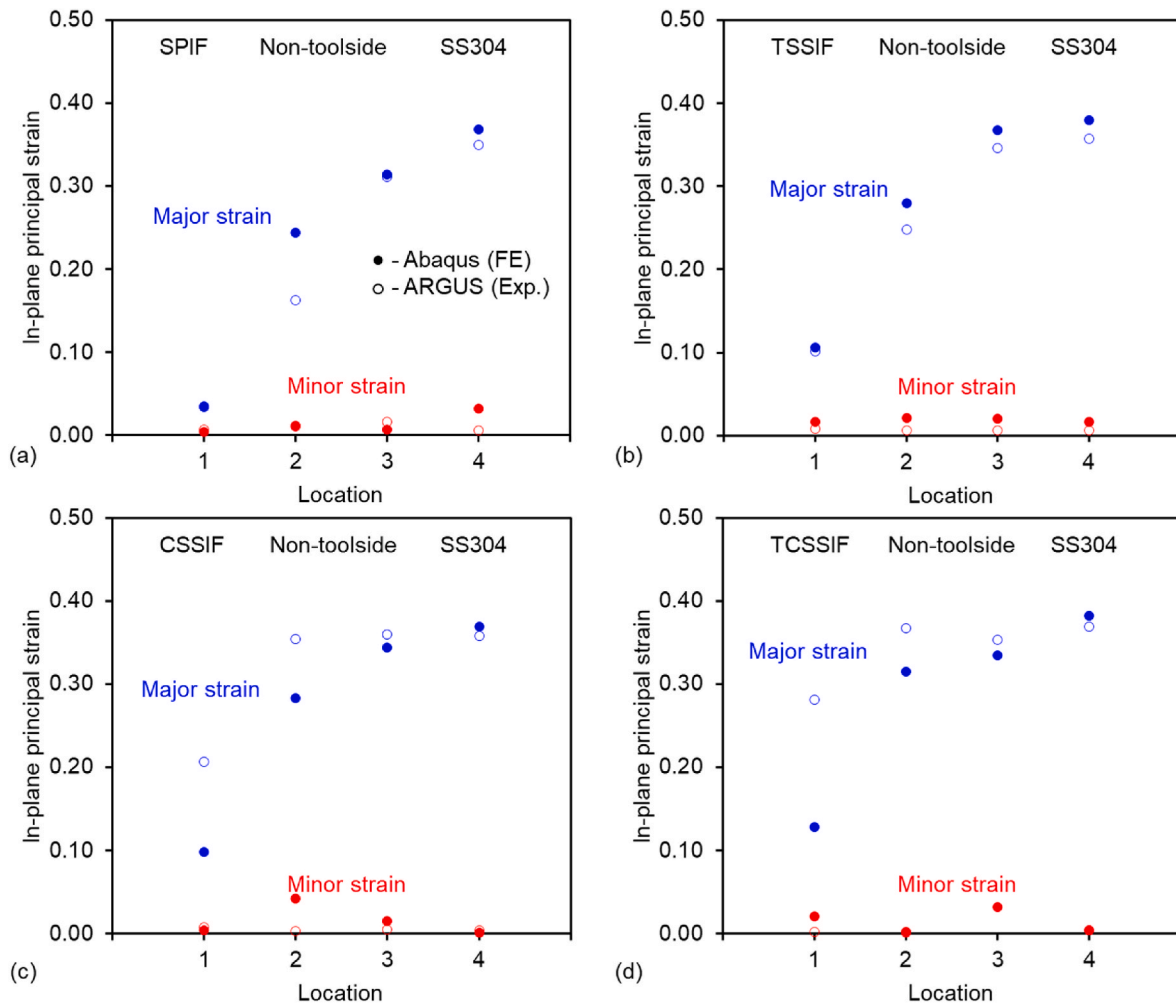 0.50
SPIF Non-toolside SS304
0.40
0.30
Major strain
- Abaqus (FE)
- ARGUS (Exp.)
0.20
0.10
Minor strain
0.00
In-plane principal strain
(a)
1 2 3 4
Location
0.50
TSSIF Non-toolside SS304
0.40
0.30
Major strain
0.20
0.10
Minor strain
0.00
In-plane principal strain
(b)
1 2 3 4
Location
0.50
CSSIF Non-toolside SS304
0.40
0.30
Major strain
0.20
0.10
Minor strain
0.00
In-plane principal strain
(c)
1 2 3 4
Location
0.50
TCSSIF Non-toolside SS304
0.40
Major strain
0.30
0.20
0.10
Minor strain
0.00
In-plane principal strain
(d)
1 2 3 4
Location